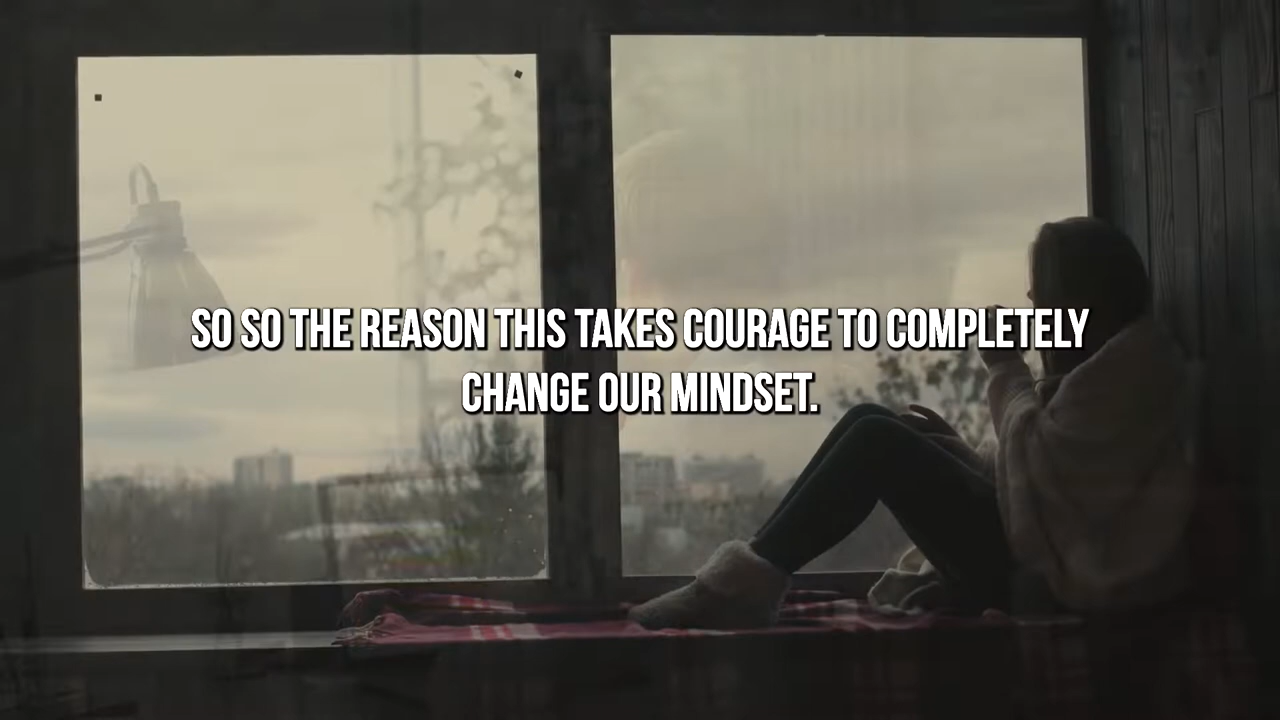 SO SO THE REASON THIS TAKES COURAGE TO COMPLETELY
CHANGE OUR MINDSET.